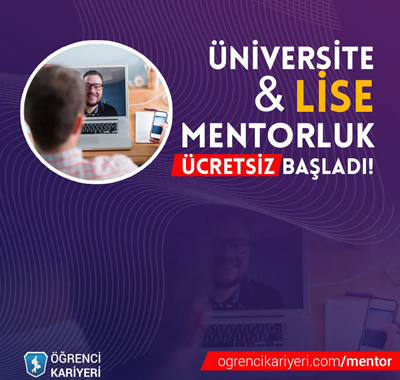 ÜNİVERSİTE
& LİSE
MENTORLUK
ÜCRETSİZ BAŞLADI!
ÖĞRENCİ
KARİYERİ
ogrencikariyeri.com/mentor